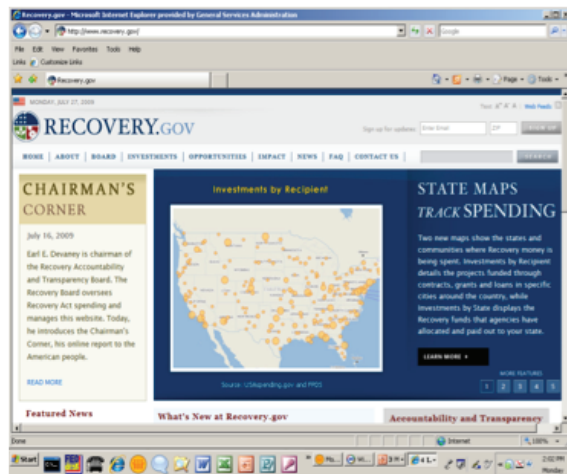 Recovery.gov - Microsoft Internet Explorer provided by General Services Administration
http://www.recovery.gov/
Google
File Edit View Favorites Tools Help
Links Customize Links
Recovery.gov
Page Tools
MONDAY, JULY 27, 2009
Text A A A Web Feeds
RECOVERY.GOV
Sign up for updates: Enter Email ZIP SIGN UP
HOME | ABOUT | BOARD | INVESTMENTS | OPPORTUNITIES | IMPACT | NEWS | FAQ | CONTACT US |
SEARCH
CHAIRMAN'S
CORNER
July 16, 2009
Earl E. Devaney is chairman of
the Recovery Accountability
and Transparency Board. The
Recovery Board oversees
Recovery Act spending and
manages this website. Today,
he introduces the Chairman's
Corner, his online report to the
American people.
READ MORE
Investments by Recipient
Source: USAspending.gov and FPDS
STATE MAPS
TRACK SPENDING
Two new maps show the states and
communities where Recovery money is
being spent. Investments by Recipient
details the projects funded through
contracts, grants and loans in specific
cities around the country, while
Investments by State displays the
Recovery funds that agencies have
allocated and paid out to your state.
LEARN MORE
MORE FEATURES
1 2 3 4 5
Featured News
What's New at Recovery.gov
Accountability and Transparency
Done
Internet
100%
Start
2:02 PM
Monday